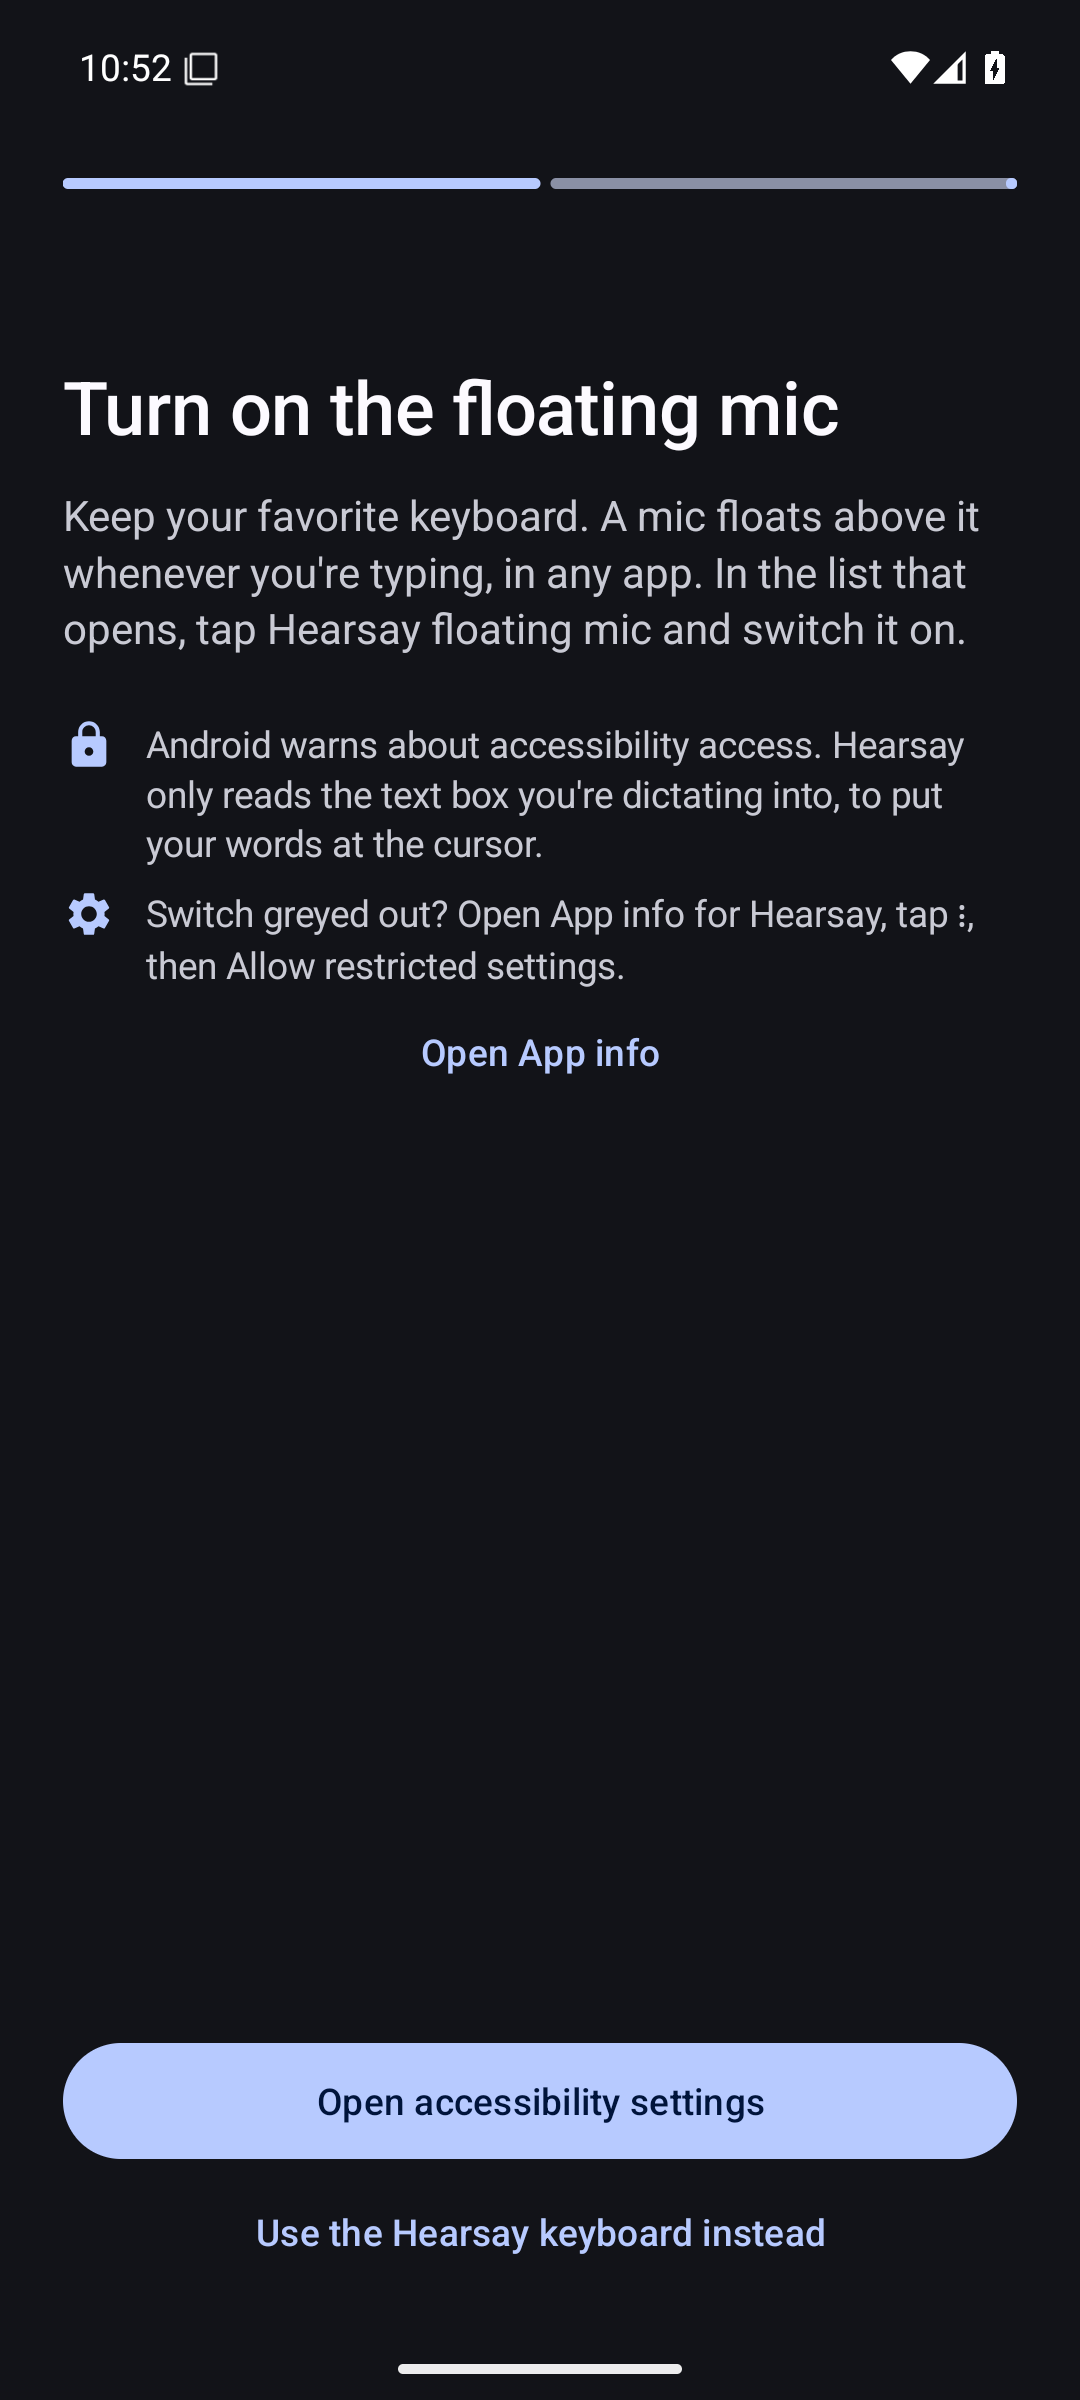 10:52
Turn on the floating mic
Keep your favorite keyboard. A mic floats above it
whenever you're typing, in any app. In the list that
opens, tap Hearsay floating mic and switch it on.
Android warns about accessibility access. Hearsay
only reads the text box you're dictating into, to put
your words at the cursor.
Switch greyed out? Open App info for Hearsay, tap ⋮,
then Allow restricted settings.
Open App info
Open accessibility settings
Use the Hearsay keyboard instead